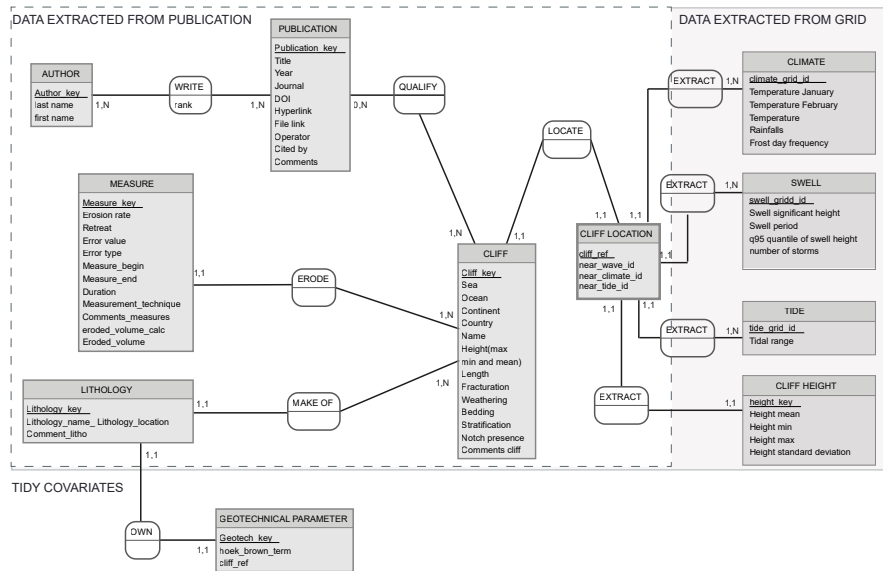 DATA EXTRACTED FROM PUBLICATION
DATA EXTRACTED FROM GRID
PUBLICATION
Publication_key
Title
Year
Journal
DOI
Hyperlink
File link
Operator
Cited by
Comments
AUTHOR
Author_key
last name
first name
1,N
WRITE
rank
1,N
0,N
QUALIFY
1,N
LOCATE
1,1
1,1
EXTRACT
1,N
1,1
CLIMATE
climate_grid_id
Temperature January
Temperature February
Temperature
Rainfalls
Frost day frequency
MEASURE
Measure_key
Erosion rate
Retreat
Error value
Error type
Measure_begin
Measure_end
Duration
Measurement_technique
Comments_measures
eroded_volume_calc
Eroded_volume
1,1
ERODE
1,N
CLIFF
Cliff_key
Sea
Ocean
Continent
Country
Name
Height(max
min and mean)
Length
Fracturation
Weathering
Bedding
Stratification
Notch presence
Comments cliff
CLIFF LOCATION
cliff_ref
near_wave_id
near_climate_id
near_tide_id
1,1
EXTRACT
1,N
SWELL
swell_gridd_id
Swell significant height
Swell period
q95 quantile of swell height
number of storms
1,1
1,1
EXTRACT
1,N
TIDE
tide_grid_id
Tidal range
EXTRACT
1,1
CLIFF HEIGHT
height_key
Height mean
Height min
Height max
Height standard deviation
LITHOLOGY
Lithology_key
Lithology_name_ Lithology_location
Comment_litho
1,1
MAKE OF
1,N
1,1
TIDY COVARIATES
OWN
1,1
GEOTECHNICAL PARAMETER
Geotech_key
hoek_brown_term
cliff_ref